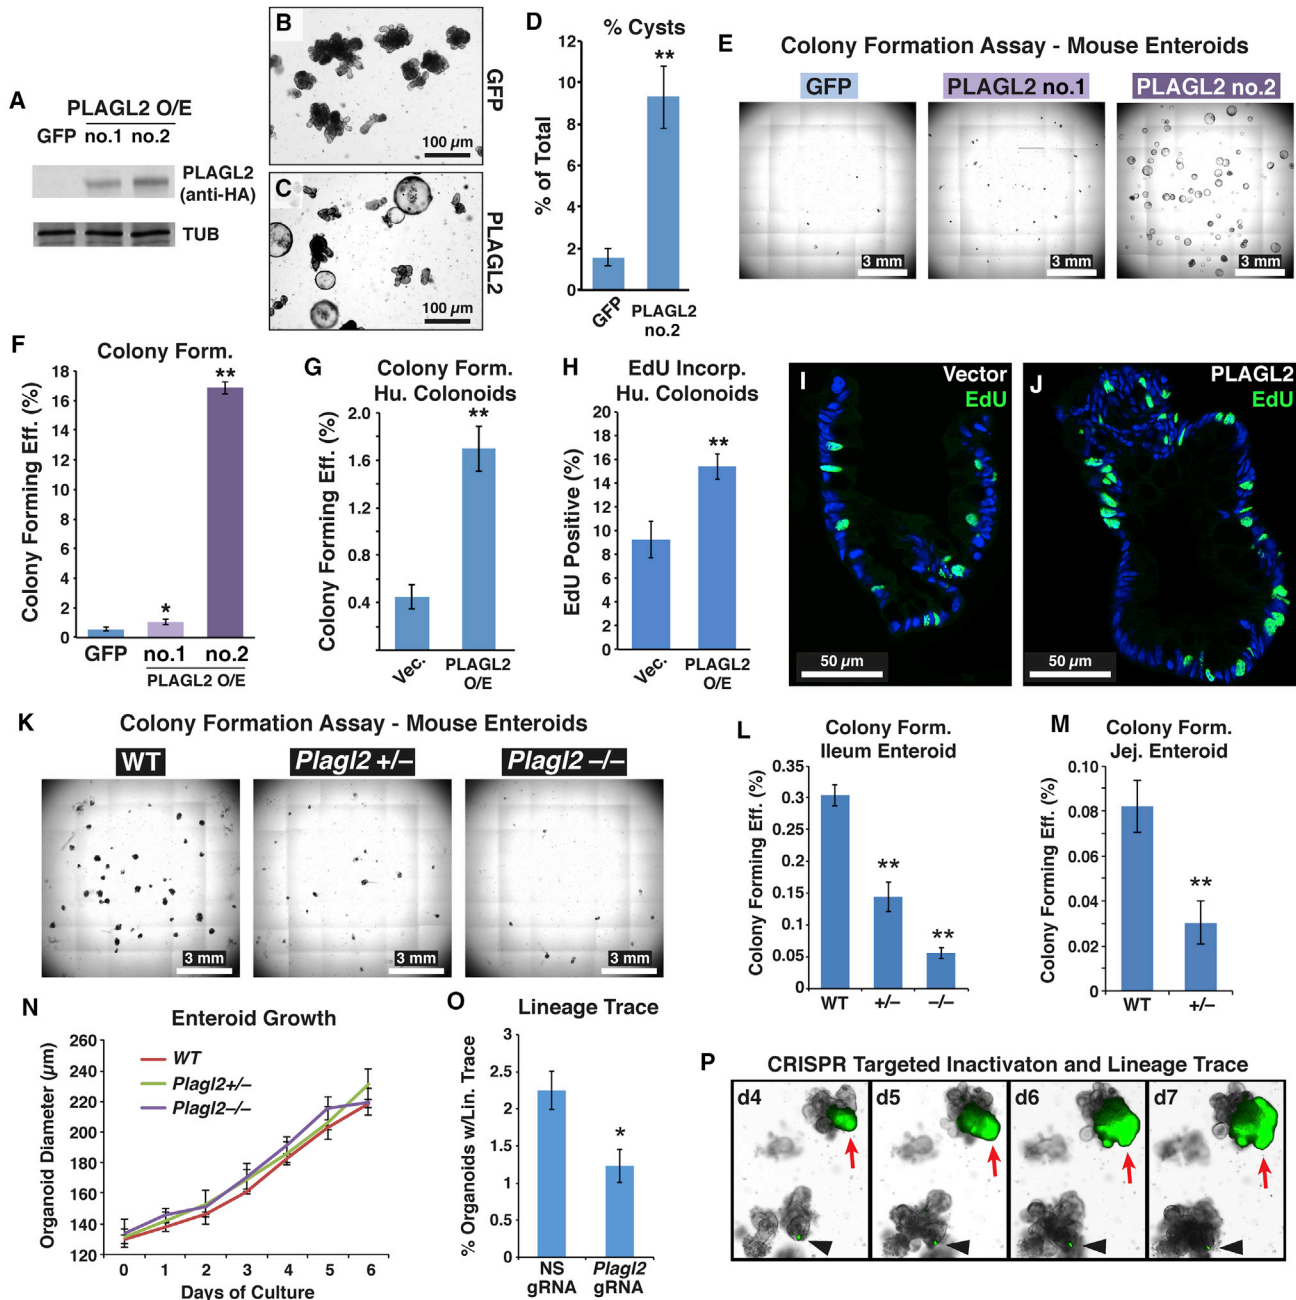 A
PLAGL2 O/E
GFP no.1 no.2
PLAGL2
(anti-HA)
TUB
B
GFP
100 µm
C
PLAGL2
100 µm
D
% Cysts
% of Total
12
10
8
6
4
2
0
**
GFP
PLAGL2
no.2
E
Colony Formation Assay - Mouse Enteroids
GFP
PLAGL2 no.1
PLAGL2 no.2
3 mm
3 mm
3 mm
F
Colony Form.
Colony Forming Eff. (%)
18
16
14
12
10
8
6
4
2
0
*
**
GFP
no.1
no.2
PLAGL2 O/E
G
Colony Form.
Hu. Colonoids
Colony Forming Eff. (%)
2.0
1.6
1.2
0.8
0.4
**
Vec.
PLAGL2
O/E
H
EdU Incorp.
Hu. Colonoids
EdU Positive (%)
20
18
16
14
12
10
8
6
4
2
0
**
Vec.
PLAGL2
O/E
I
Vector
EdU
50 µm
J
PLAGL2
EdU
50 µm
K
Colony Formation Assay - Mouse Enteroids
WT
Plagl2 +/–
Plagl2 –/–
3 mm
3 mm
3 mm
L
Colony Form.
Ileum Enteroid
Colony Forming Eff. (%)
0.35
0.3
0.25
0.2
0.15
0.1
0.05
0
**
**
WT
+/–
–/–
M
Colony Form.
Jej. Enteroid
Colony Forming Eff. (%)
0.10
0.08
0.06
0.04
0.02
0
**
WT
+/–
N
Enteroid Growth
Organoid Diameter (µm)
260
240
220
200
180
160
140
120
WT
Plagl2+/–
Plagl2–/–
0 1 2 3 4 5 6
Days of Culture
O
Lineage Trace
% Organoids w/Lin. Trace
3
2.5
2
1.5
1
0.5
0
*
NS
gRNA
Plagl2
gRNA
P
CRISPR Targeted Inactivaton and Lineage Trace
d4
d5
d6
d7